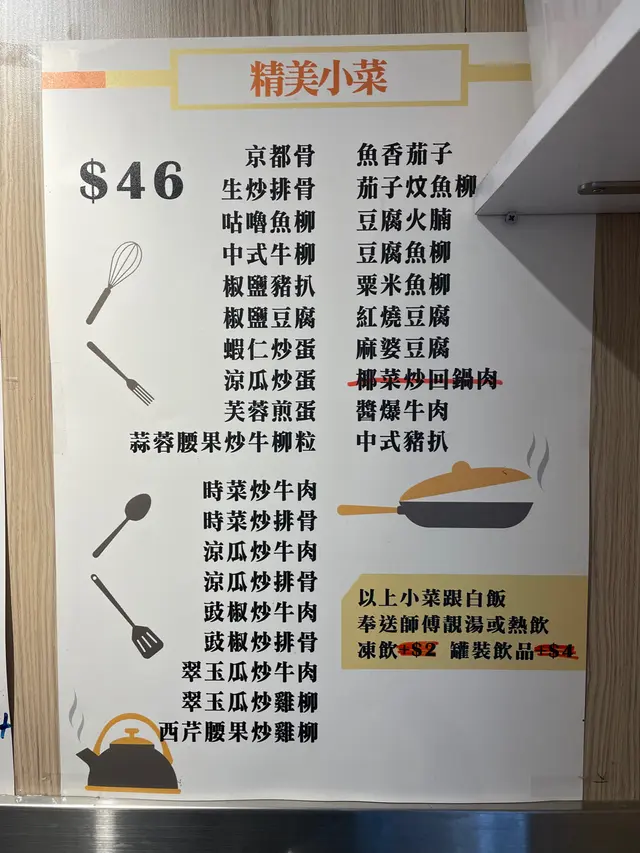 精美小菜
$46
京都骨
生炒排骨
咕嚕魚柳
中式牛柳
椒鹽豬扒
椒鹽豆腐
蝦仁炒蛋
涼瓜炒蛋
芙蓉煎蛋
蒜蓉腰果炒牛柳粒
魚香茄子
茄子炆魚柳
豆腐火腩
豆腐魚柳
粟米魚柳
紅燒豆腐
麻婆豆腐
椰菜炒回鍋肉
醬爆牛肉
中式豬扒
時菜炒牛肉
時菜炒排骨
涼瓜炒牛肉
涼瓜炒排骨
豉椒炒牛肉
豉椒炒排骨
翠玉瓜炒牛肉
翠玉瓜炒雞柳
西芹腰果炒雞柳
以上小菜跟白飯
奉送師傅靚湯或熱飲
凍飲+$2 罐裝飲品+$4